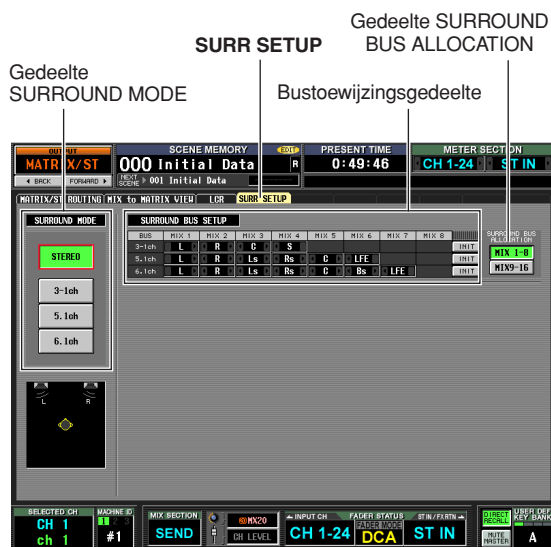 Gedeelte SURROUND
BUS ALLOCATION
SURR SETUP
Gedeelte
SURROUND MODE
Bustoewijzingsgedeelte
OUTPUT
MATRIX/ST
BACK FORWARD
SCENE MEMORY EDIT
000 Initial Data R
NEXT SCENE 001 Initial Data
PRESENT TIME
0:49:46
METER SECTION
CH 1-24 ST IN
MATRIX/ST ROUTING MIX to MATRIX VIEW LCR SURR SETUP
SURROUND MODE
STEREO
3-1ch
5.1ch
6.1ch
SURROUND BUS SETUP
BUS MIX 1 MIX 2 MIX 3 MIX 4 MIX 5 MIX 6 MIX 7 MIX 8
3-1ch L R C S INIT
5.1ch L R Ls Rs C LFE INIT
6.1ch L R Ls Rs C Bs LFE INIT
SURROUND BUS
ALLOCATION
MIX 1-8
MIX9-16
L R
SELECTED CH
CH 1
ch 1
MACHINE ID
1 2 3
#1
MIX SECTION
SEND
MX20
CH LEVEL
INPUT CH FADER STATUS ST IN/FX RTN
CH 1-24
FADER MODE
DCA
ST IN
DIRECT
RECALL
MUTE
MASTER
USER DEF
KEY BANK
A